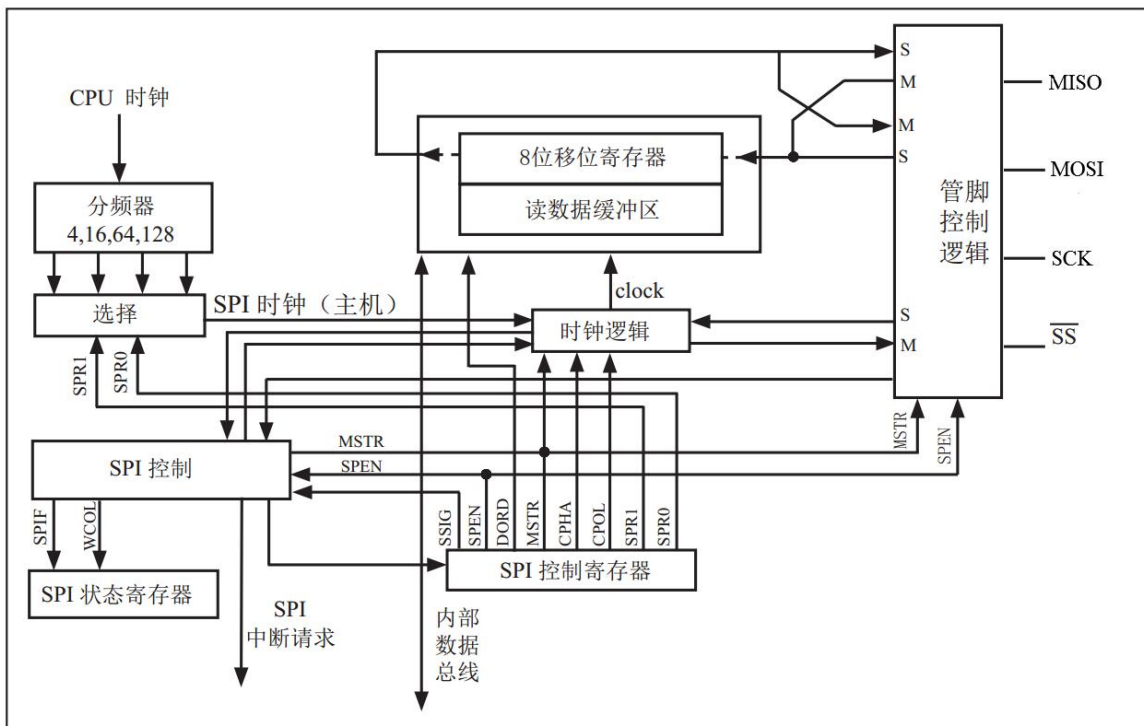 CPU 时钟
分频器
4,16,64,128
选择
SPI 时钟（主机）
SPR1
SPR0
8位移位寄存器
读数据缓冲区
clock
时钟逻辑
S
M
M
S
S
M
管脚
控制
逻辑
MISO
MOSI
SCK
SS
MSTR
SPEN
SPI 控制
MSTR
SPEN
SPIF
WCOL
SPI 状态寄存器
SPI
中断请求
SSIG
SPEN
DORD
MSTR
CPHA
CPOL
SPR1
SPR0
SPI 控制寄存器
内部
数据
总线